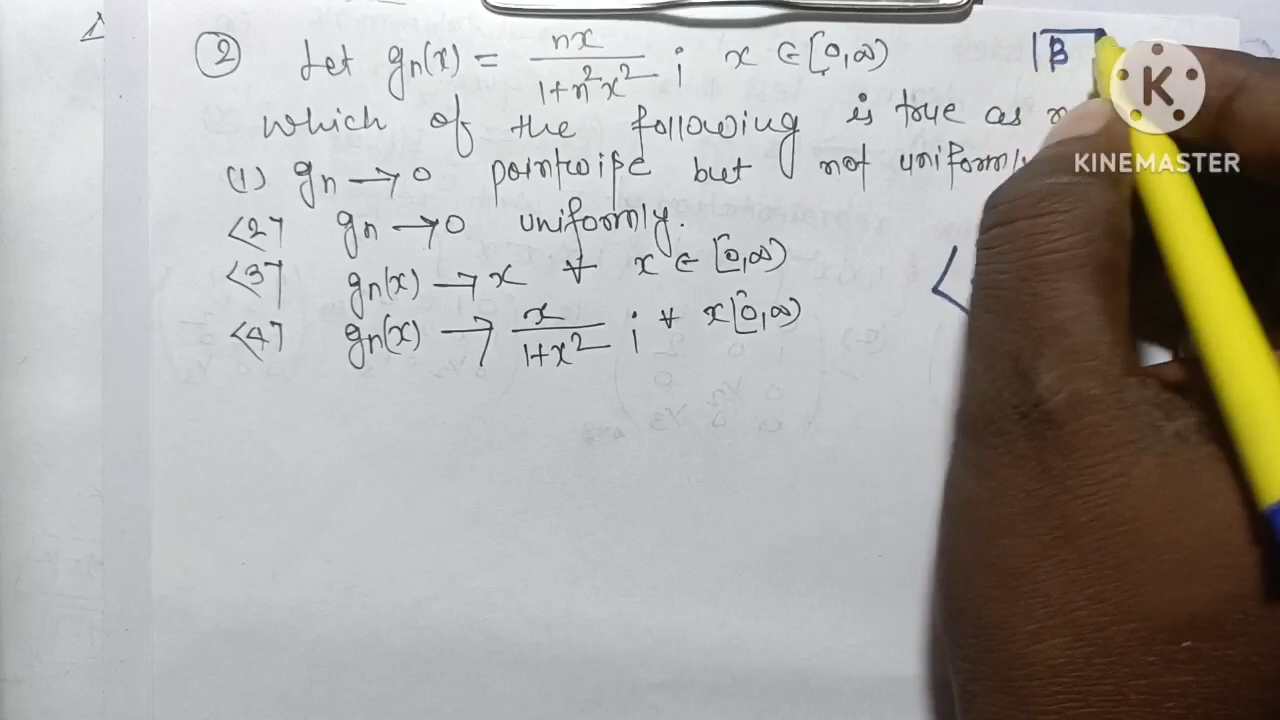 ② Let gn(x) = nx / 1+n²x² ; x ∈ [0,∞) B
K
which of the following is true as n
KINEMASTER
(1) gn → 0 pointwise but not uniformly
<2> gn → 0 uniformly.
<3> gn(x) → x ∀ x ∈ [0,∞)
<4> gn(x) → x / 1+x² ; ∀ x[0,∞)